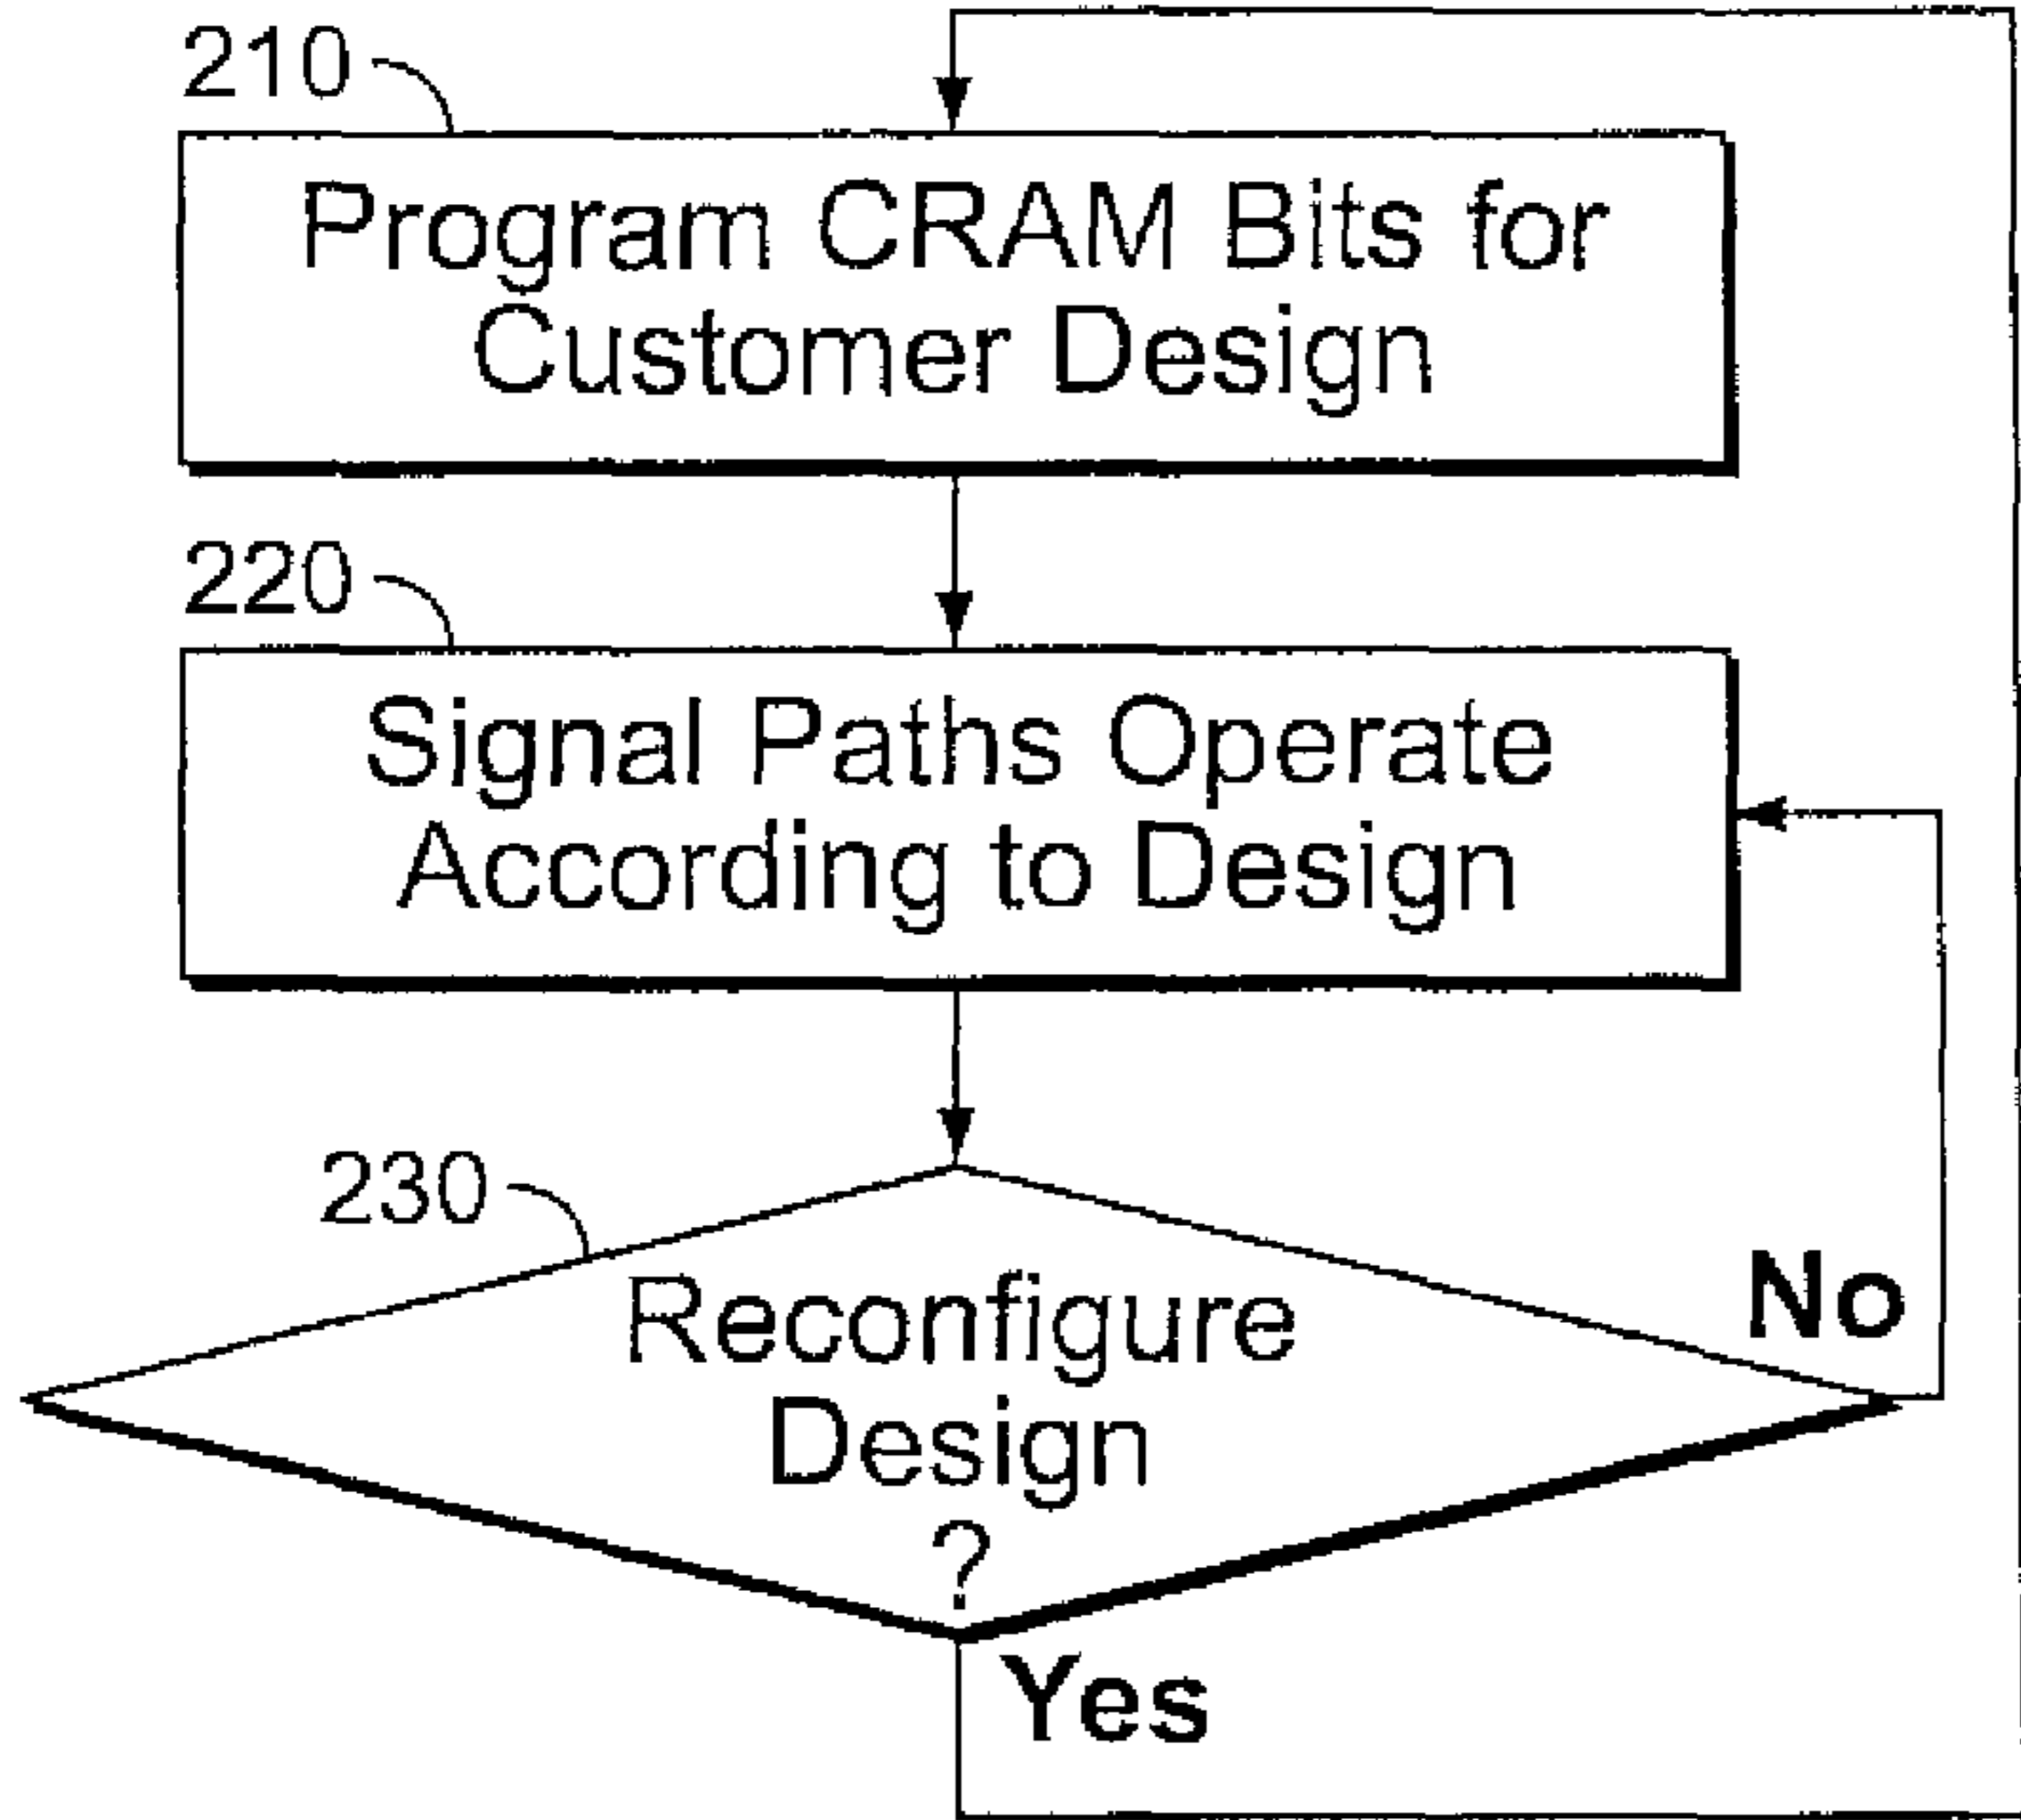 210
Program CRAM Bits for
Customer Design
220
Signal Paths Operate
According to Design
230
Reconfigure
Design
?
No
Yes